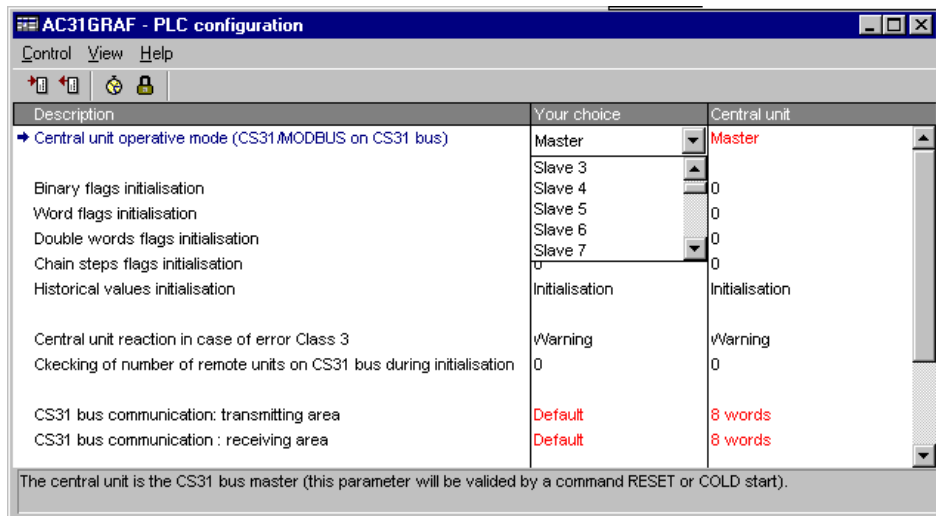 AC31GRAF - PLC configuration
Control View Help
Description Your choice Central unit
Central unit operative mode (CS31/MODBUS on CS31 bus) Master Master
Slave 3
Binary flags initialisation Slave 4 0
Word flags initialisation Slave 5 0
Double words flags initialisation Slave 6 0
Slave 7
Chain steps flags initialisation 0 0
Historical values initialisation Initialisation Initialisation
Central unit reaction in case of error Class 3 Warning Warning
Ckecking of number of remote units on CS31 bus during initialisation 0 0
CS31 bus communication: transmitting area Default 8 words
CS31 bus communication : receiving area Default 8 words
The central unit is the CS31 bus master (this parameter will be valided by a command RESET or COLD start).